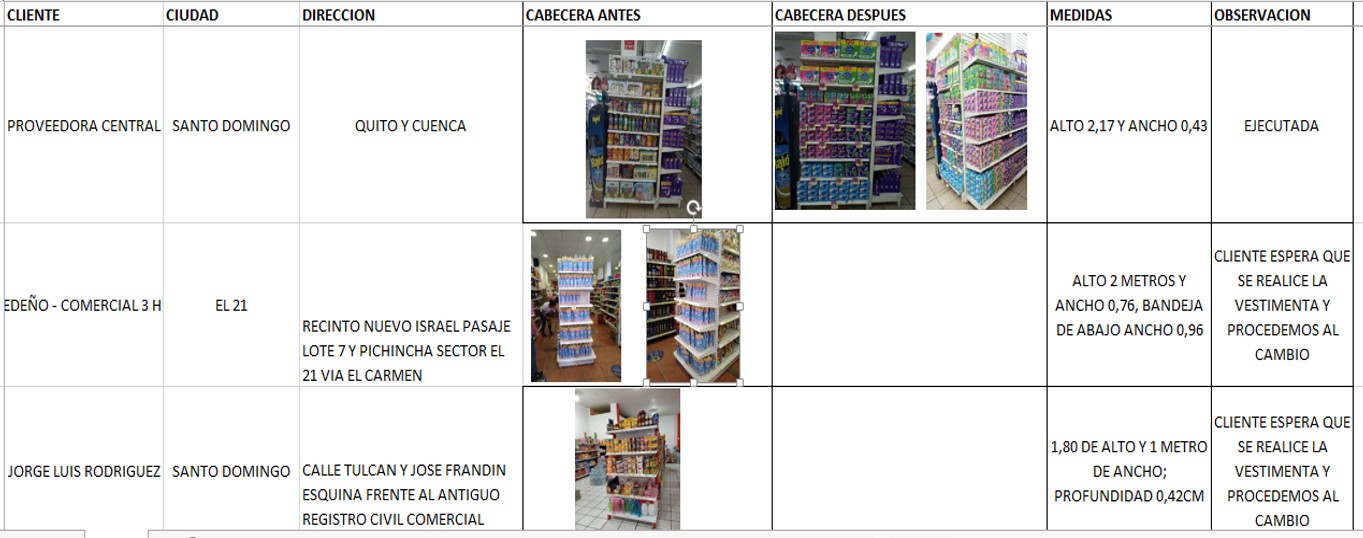 CLIENTE CIUDAD DIRECCION CABECERA ANTES CABECERA DESPUES MEDIDAS OBSERVACION
PROVEEDORA CENTRAL SANTO DOMINGO QUITO Y CUENCA ALTO 2,17 Y ANCHO 0,43 EJECUTADA
EDEÑO - COMERCIAL 3 H
EL 21
RECINTO NUEVO ISRAEL PASAJE
LOTE 7 Y PICHINCHA SECTOR EL
21 VIA EL CARMEN
ALTO 2 METROS Y
ANCHO 0,76, BANDEJA
DE ABAJO ANCHO 0,96
CLIENTE ESPERA QUE
SE REALICE LA
VESTIMENTA Y
PROCEDEMOS AL
CAMBIO
JORGE LUIS RODRIGUEZ
SANTO DOMINGO
CALLE TULCAN Y JOSE FRANDIN
ESQUINA FRENTE AL ANTIGUO
REGISTRO CIVIL COMERCIAL
1,80 DE ALTO Y 1 METRO
DE ANCHO;
PROFUNDIDAD 0,42CM
CLIENTE ESPERA QUE
SE REALICE LA
VESTIMENTA Y
PROCEDEMOS AL
CAMBIO